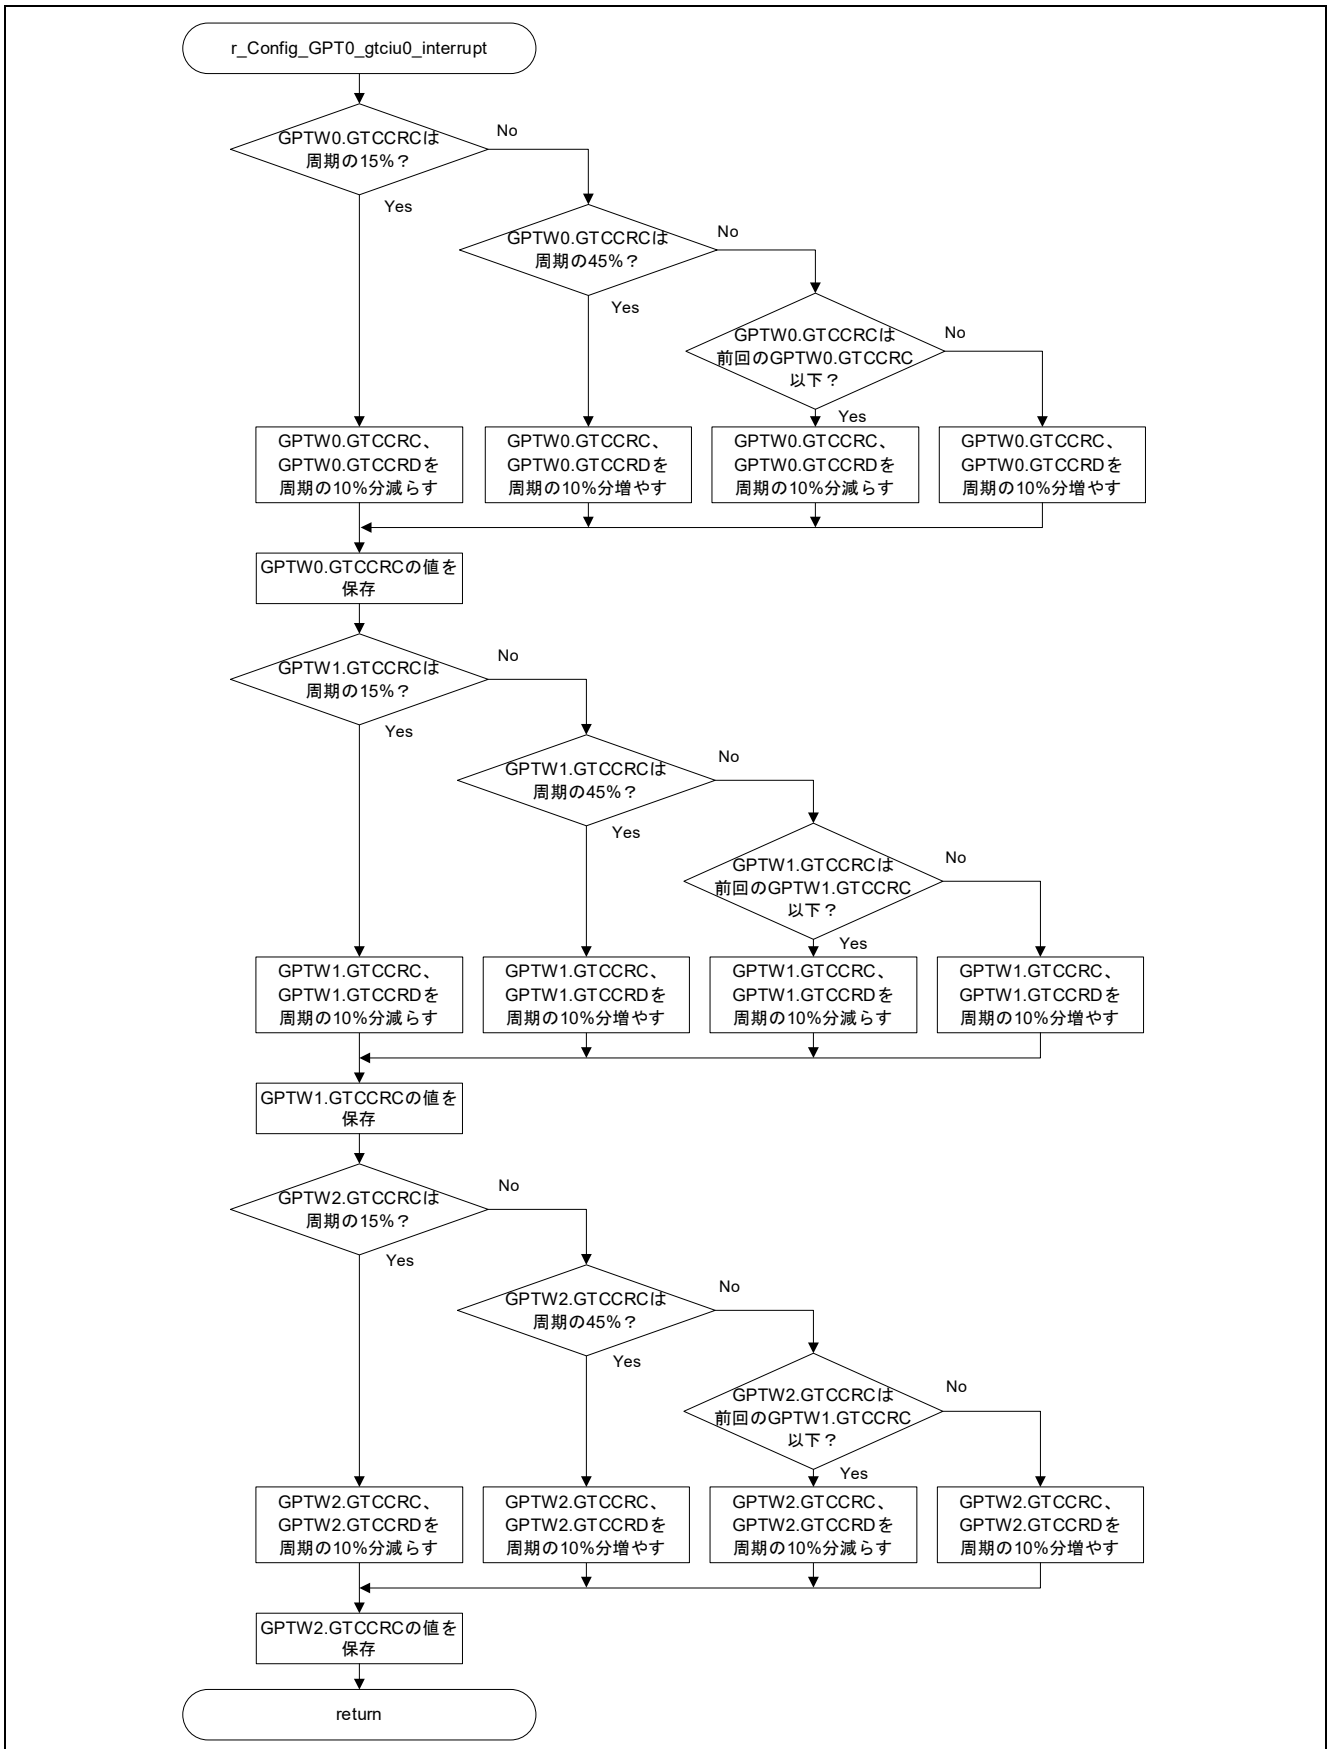 r_Config_GPT0_gtciu0_interrupt
GPTW0.GTCCRCは
周期の15%？
No
Yes
GPTW0.GTCCRCは
周期の45%？
No
Yes
GPTW0.GTCCRCは
前回のGPTW0.GTCCRC
以下？
No
Yes
GPTW0.GTCCRC、
GPTW0.GTCCRDを
周期の10%分減らす
GPTW0.GTCCRC、
GPTW0.GTCCRDを
周期の10%分増やす
GPTW0.GTCCRC、
GPTW0.GTCCRDを
周期の10%分減らす
GPTW0.GTCCRC、
GPTW0.GTCCRDを
周期の10%分増やす
GPTW0.GTCCRCの値を
保存
GPTW1.GTCCRCは
周期の15%？
No
Yes
GPTW1.GTCCRCは
周期の45%？
No
Yes
GPTW1.GTCCRCは
前回のGPTW1.GTCCRC
以下？
No
Yes
GPTW1.GTCCRC、
GPTW1.GTCCRDを
周期の10%分減らす
GPTW1.GTCCRC、
GPTW1.GTCCRDを
周期の10%分増やす
GPTW1.GTCCRC、
GPTW1.GTCCRDを
周期の10%分減らす
GPTW1.GTCCRC、
GPTW1.GTCCRDを
周期の10%分増やす
GPTW1.GTCCRCの値を
保存
GPTW2.GTCCRCは
周期の15%？
No
Yes
GPTW2.GTCCRCは
周期の45%？
No
Yes
GPTW2.GTCCRCは
前回のGPTW1.GTCCRC
以下？
No
Yes
GPTW2.GTCCRC、
GPTW2.GTCCRDを
周期の10%分減らす
GPTW2.GTCCRC、
GPTW2.GTCCRDを
周期の10%分増やす
GPTW2.GTCCRC、
GPTW2.GTCCRDを
周期の10%分減らす
GPTW2.GTCCRC、
GPTW2.GTCCRDを
周期の10%分増やす
GPTW2.GTCCRCの値を
保存
return